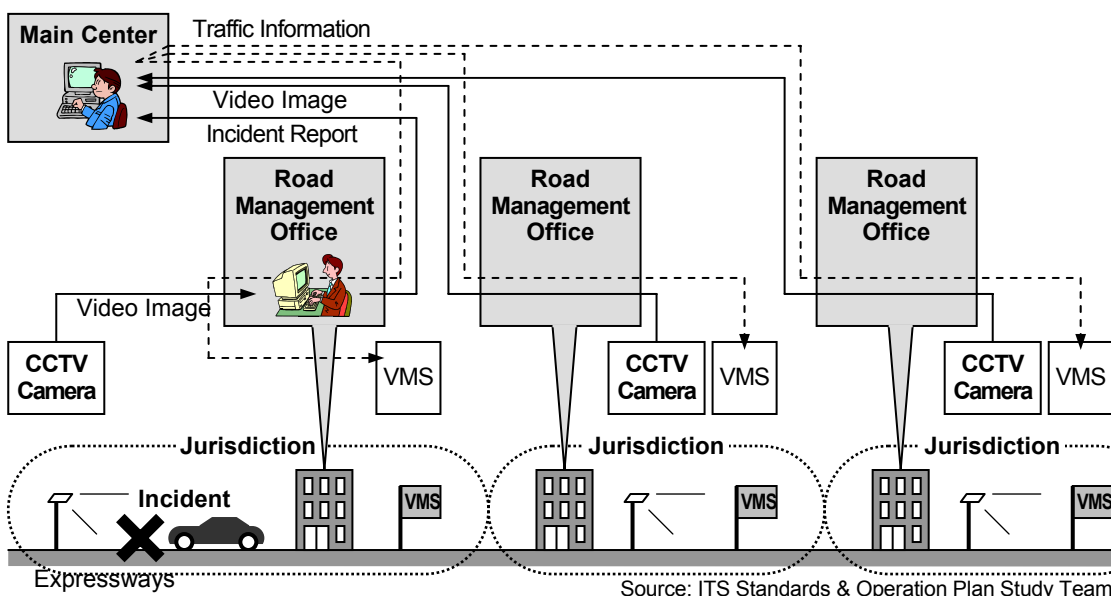 Main Center
Traffic Information
Video Image
Incident Report
Road
Management
Office
Road
Management
Office
Road
Management
Office
Video Image
CCTV
Camera
VMS
CCTV
Camera
VMS
CCTV
Camera
VMS
Jurisdiction
Jurisdiction
Jurisdiction
Incident
VMS
VMS
VMS
Expressways
Source: ITS Standards & Operation Plan Study Team